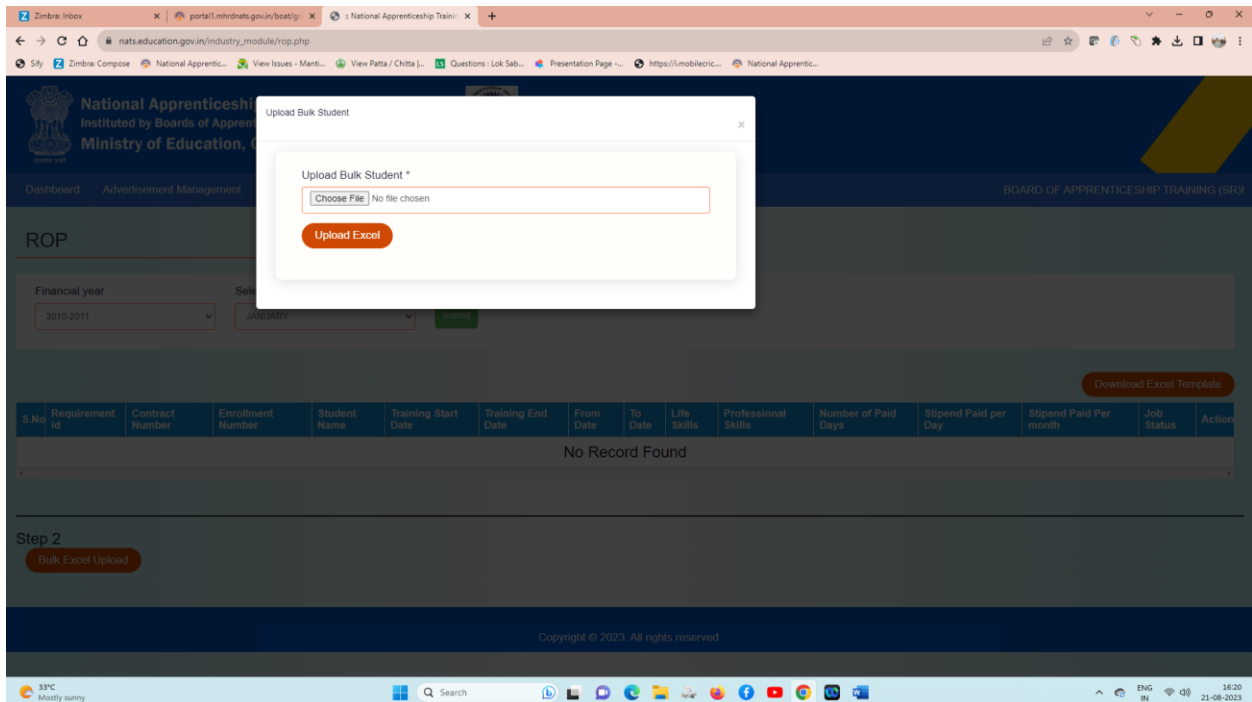 Zimbra: Inbox
portal1.mhrdnats.gov.in/boat/gri
:: National Apprenticeship Trainin
nats.education.gov.in/industry_module/rop.php
Sify Zimbra: Compose National Apprentic... View Issues - Manti... View Patta / Chitta |... LS Questions : Lok Sab... Presentation Page -... https://i.mobilecric... National Apprentic...
National Apprenticeshi
Instituted by Boards of Apprent
Ministry of Education,
Upload Bulk Student
×
Upload Bulk Student *
Choose File No file chosen
Upload Excel
Dashboard Advertisement Management BOARD OF APPRENTICESHIP TRAINING (SR)
ROP
Financial year Sele
2010-2011 JANUARY Submit
Download Excel Template
S.No Requirement Id Contract Number Enrollment Number Student Name Training Start Date Training End Date From Date To Date Life Skills Professional Skills Number of Paid Days Stipend Paid per Day Stipend Paid Per month Job Status Action
No Record Found
Step 2
Bulk Excel Upload
Copyright © 2023. All rights reserved.
33°C
Mostly sunny
Search
ENG
IN
16:20
21-08-2023